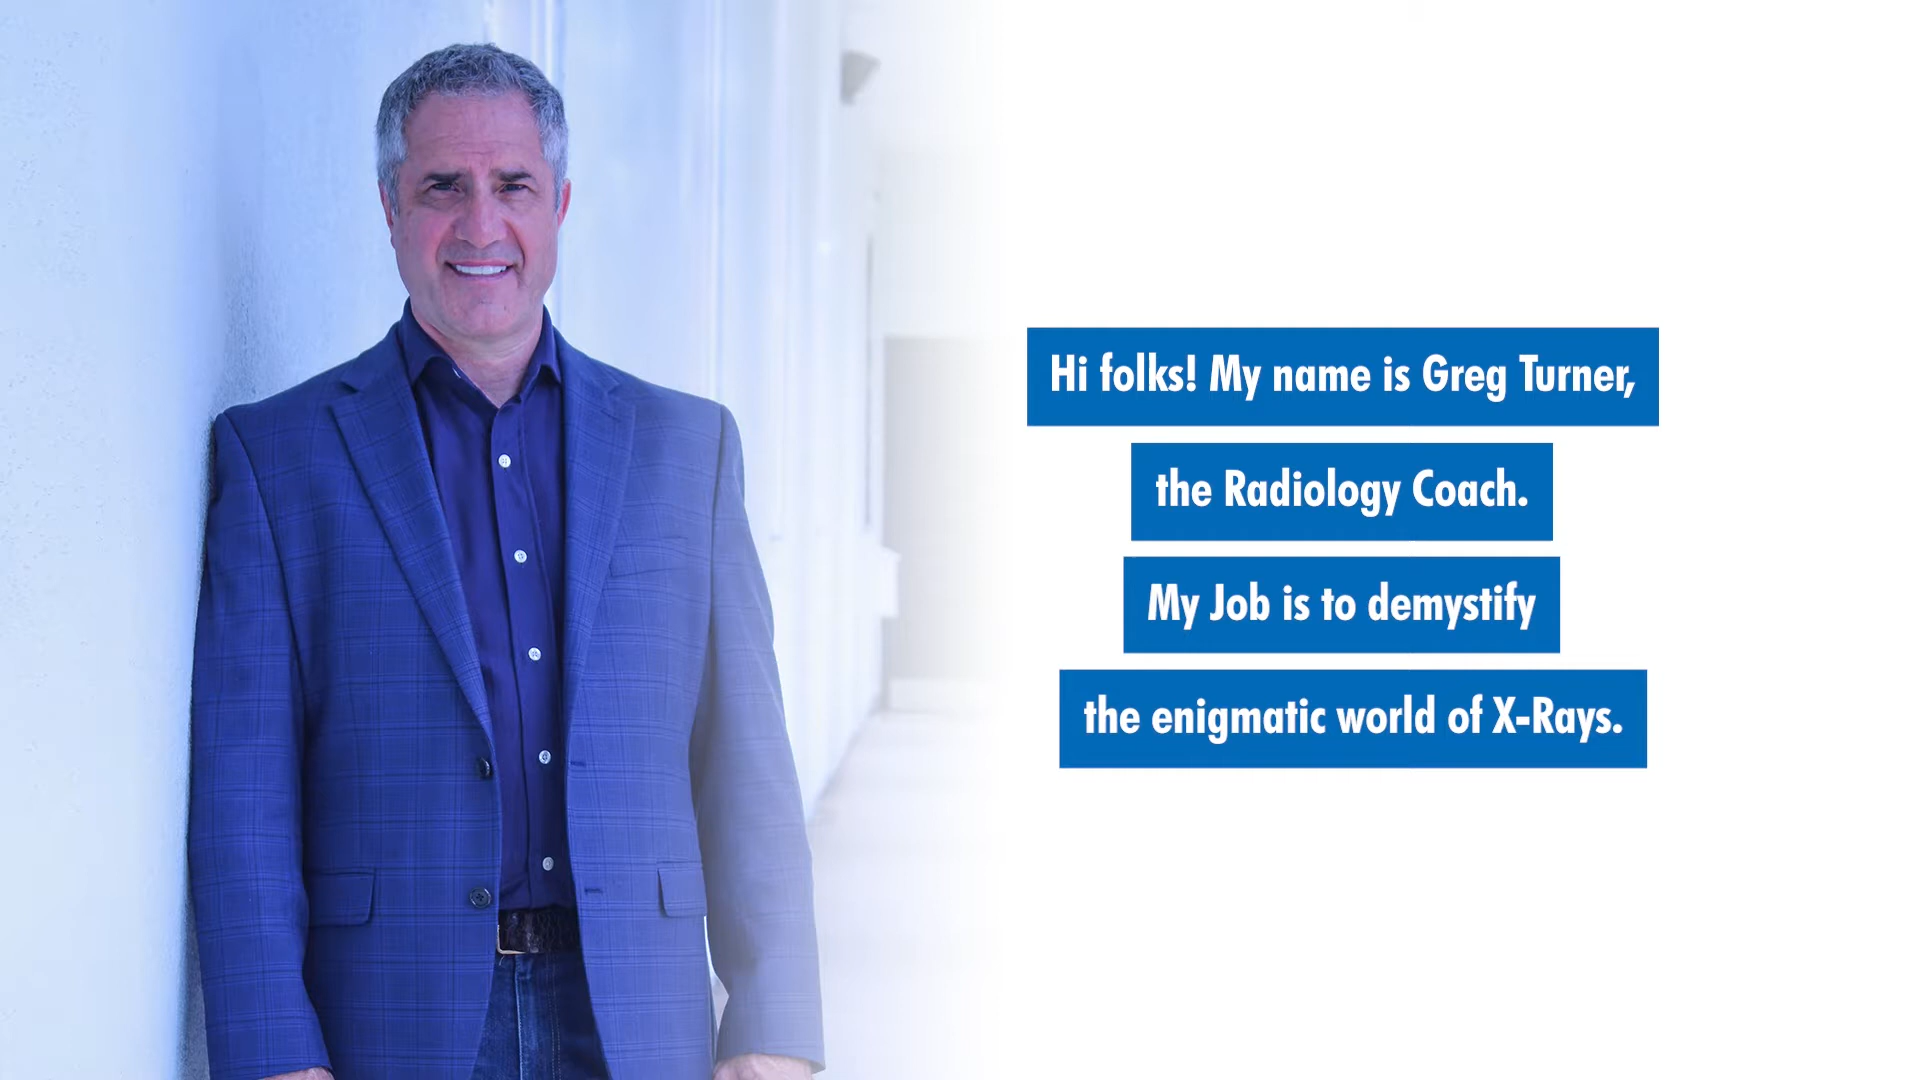 Hi folks! My name is Greg Turner,
the Radiology Coach.
My Job is to demystify
the enigmatic world of X-Rays.